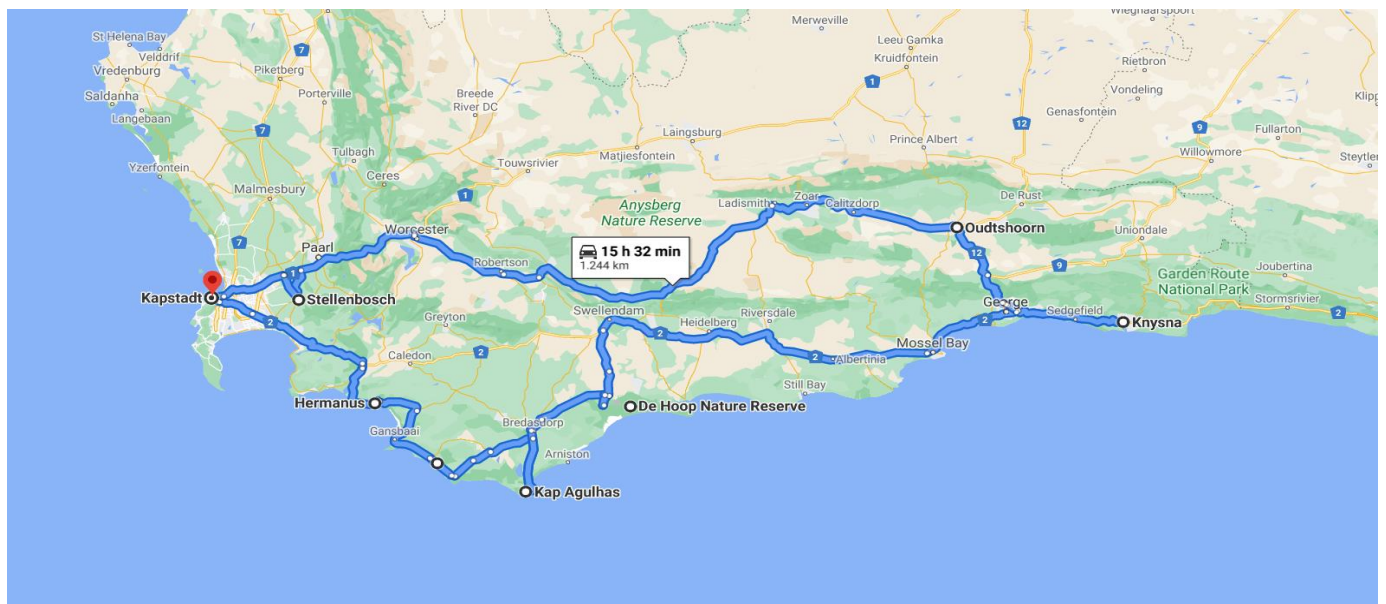 Merweville
Wieghaarspoort
St Helena Bay
Velddrif
7
Leeu Gamka
Kruidfontein
Rietbron
Vredenburg
Piketberg
1
Vondeling
Saldanha
Porterville
Breede
River DC
Genasfontein
Langebaan
7
Laingsburg
12
9
Fullarton
Tulbagh
Matjiesfontein
Prince Albert
Willowmore
Yzerfontein
Touwsrivier
Steytler
Ceres
Malmesbury
1
Anysberg
Nature Reserve
Ladismith
Zoar
Calitzdorp
De Rust
Worcester
Oudtshoorn
Uniondale
7
Paarl
15 h 32 min
1.244 km
12
Robertson
9
Joubertina
1
Garden Route
National Park
Kapstadt
Stellenbosch
George
Stormsrivier
2
Swellendam
Riversdale
Sedgefield
2
Greyton
Heidelberg
2
Knysna
2
Mossel Bay
Caledon
2
2
Albertinia
Still Bay
Hermanus
De Hoop Nature Reserve
Gansbaai
Bredasdorp
Arniston
Kap Agulhas